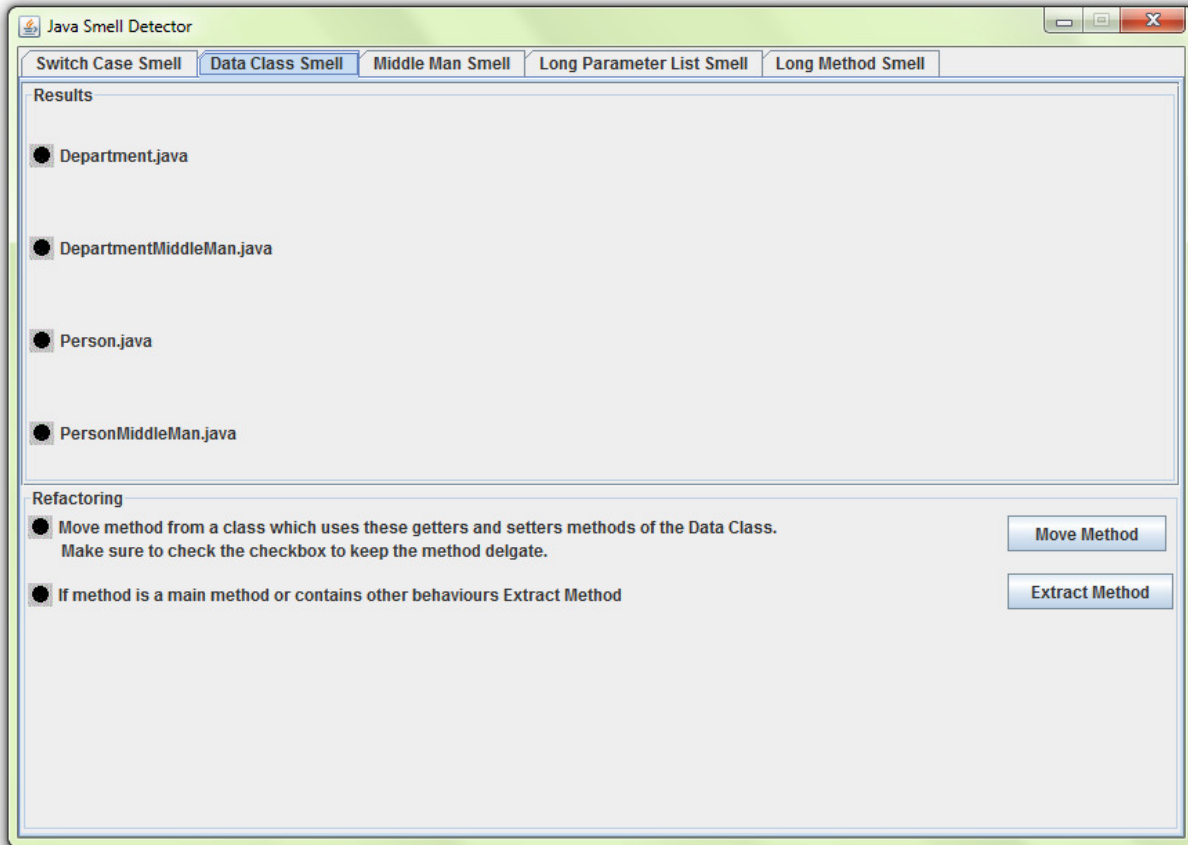 Java Smell Detector
Switch Case Smell
Data Class Smell
Middle Man Smell
Long Parameter List Smell
Long Method Smell
Results
Department.java
DepartmentMiddleMan.java
Person.java
PersonMiddleMan.java
Refactoring
Move method from a class which uses these getters and setters methods of the Data Class.
Make sure to check the checkbox to keep the method delgate.
Move Method
If method is a main method or contains other behaviours Extract Method
Extract Method